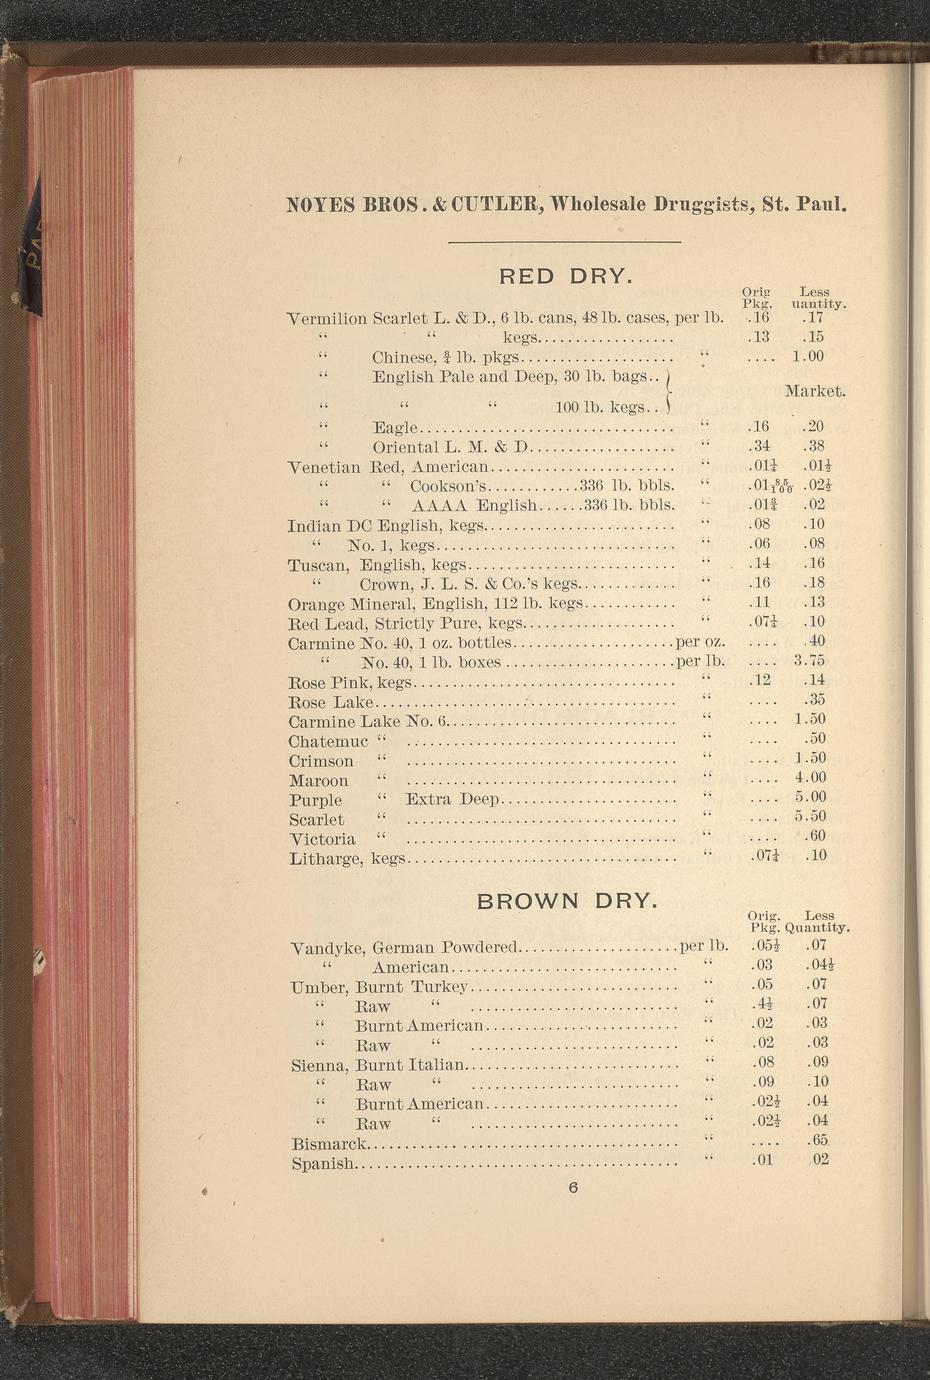 PAP
NOYES BROS. & CUTLER, Wholesale Druggists, St. Paul.
RED DRY.
Orig Less
Pkg. uantity.
Vermilion Scarlet L. & D., 6 lb. cans, 48 lb. cases, per lb. .16 .17
“ “ kegs.................. .13 .15
“ Chinese, ¾ lb. pkgs.................... “ .... 1.00
“ English Pale and Deep, 30 lb. bags.. }
Market.
“ “ “ 100 lb. kegs.. }
“ Eagle................................. “ .16 .20
“ Oriental L. M. & D................... “ .34 .38
Venetian Red, American........................ “ .01¼ .01½
“ “ Cookson's............336 lb. bbls. “ .01 85/100 .02½
“ “ AAAA English......336 lb. bbls. “ .01¾ .02
Indian DC English, kegs......................... “ .08 .10
“ No. 1, kegs............................... “ .06 .08
Tuscan, English, kegs........................... “ .14 .16
“ Crown, J. L. S. & Co.'s kegs............. “ .16 .18
Orange Mineral, English, 112 lb. kegs............ “ .11 .13
Red Lead, Strictly Pure, kegs.................... “ .07¼ .10
Carmine No. 40, 1 oz. bottles.....................per oz. .... 40
“ No. 40, 1 lb. boxes ......................per lb. .... 3.75
Rose Pink, kegs.................................. “ .12 .14
Rose Lake....................................... “ .... .35
Carmine Lake No. 6.............................. “ .... 1.50
Chatemuc “ ................................... “ .... .50
Crimson “ ................................... “ .... 1.50
Maroon “ ................................... “ .... 4.00
Purple “ Extra Deep....................... “ .... 5.00
Scarlet “ ................................... “ .... 5.50
Victoria “ ................................... “ .... .60
Litharge, kegs................................... “ .07¼ .10
BROWN DRY.
Orig. Less
Pkg. Quantity.
Vandyke, German Powdered.....................per lb. .05½ .07
“ American.............................. “ .03 .04½
Umber, Burnt Turkey........................... “ .05 .07
“ Raw “ ........................... “ .4½ .07
“ Burnt American......................... “ .02 .03
“ Raw “ ........................... “ .02 .03
Sienna, Burnt Italian............................ “ .08 .09
“ Raw “ ........................... “ .09 .10
“ Burnt American......................... “ .02½ .04
“ Raw “ ........................... “ .02½ .04
Bismarck........................................ “ .... .65
Spanish.......................................... “ .01 02
6